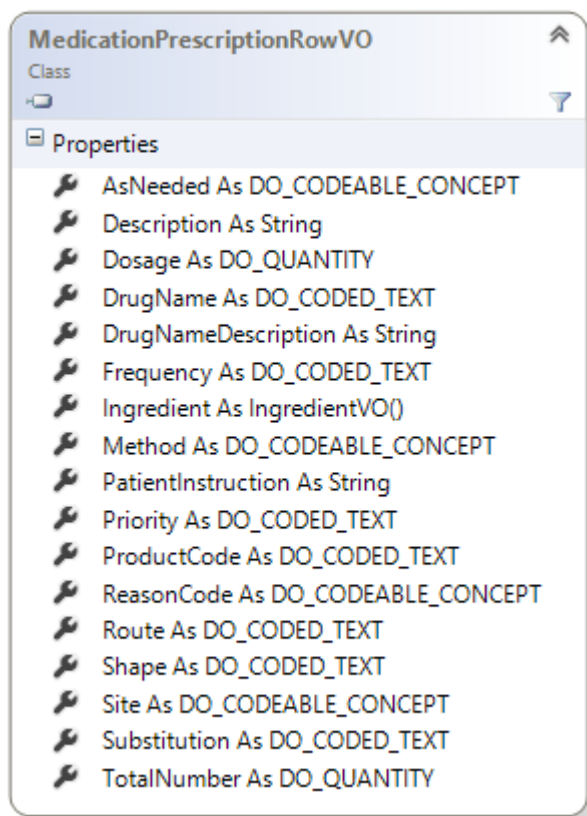 MedicationPrescriptionRowVO
Class
Properties
AsNeeded As DO_CODEABLE_CONCEPT
Description As String
Dosage As DO_QUANTITY
DrugName As DO_CODED_TEXT
DrugNameDescription As String
Frequency As DO_CODED_TEXT
Ingredient As IngredientVO()
Method As DO_CODEABLE_CONCEPT
PatientInstruction As String
Priority As DO_CODED_TEXT
ProductCode As DO_CODED_TEXT
ReasonCode As DO_CODEABLE_CONCEPT
Route As DO_CODED_TEXT
Shape As DO_CODED_TEXT
Site As DO_CODEABLE_CONCEPT
Substitution As DO_CODED_TEXT
TotalNumber As DO_QUANTITY